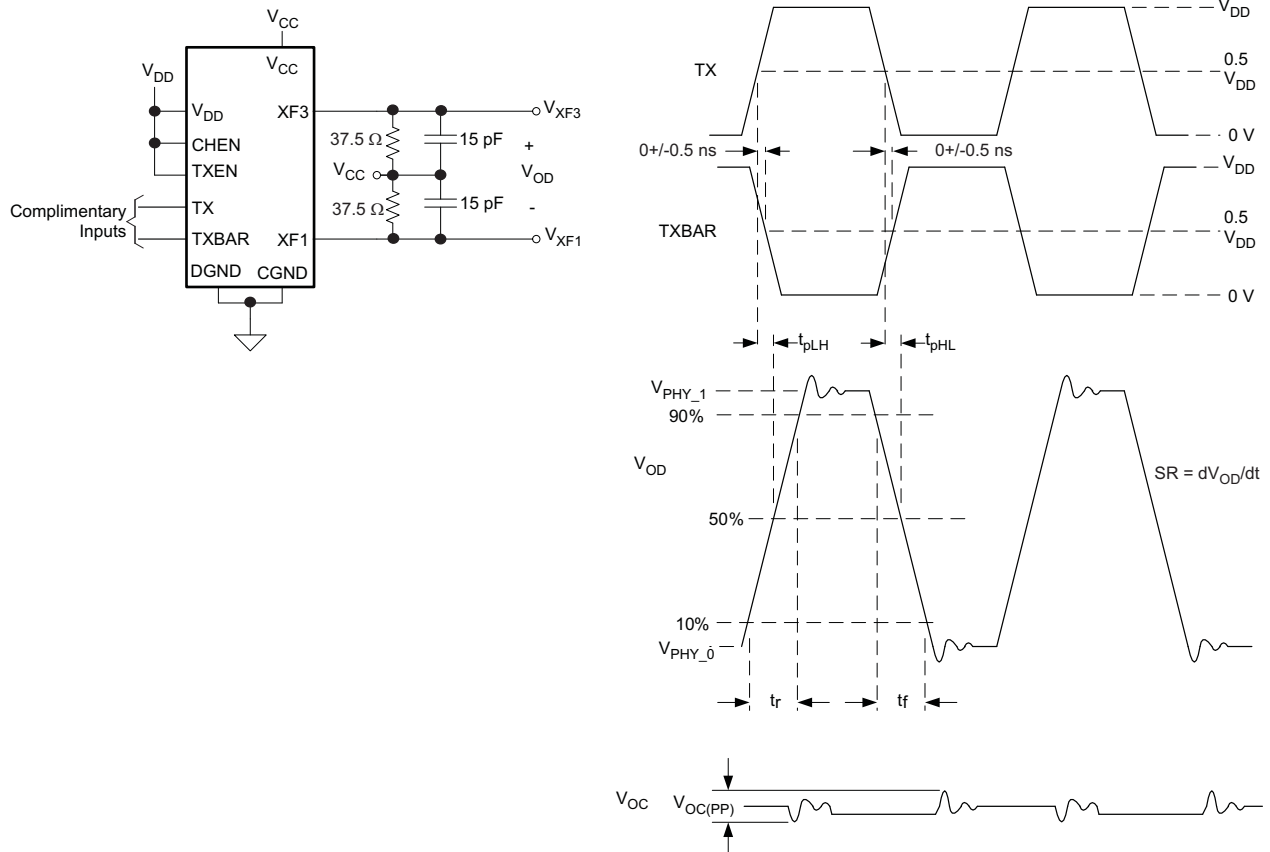 VCC
VCC
VDD
VDD
CHEN
TXEN
TX
TXBAR
Complimentary
Inputs
XF3
XF1
DGND
CGND
37.5 Ω
15 pF
VCC
37.5 Ω
15 pF
VXF3
+
VOD
-
VXF1
TX
VDD
0.5
VDD
0 V
0+/-0.5 ns
0+/-0.5 ns
VDD
TXBAR
0.5
VDD
0 V
tpLH
tpHL
VPHY_1
90%
VOD
SR = dVOD/dt
50%
10%
VPHY_0
tr
tf
VOC
VOC(PP)